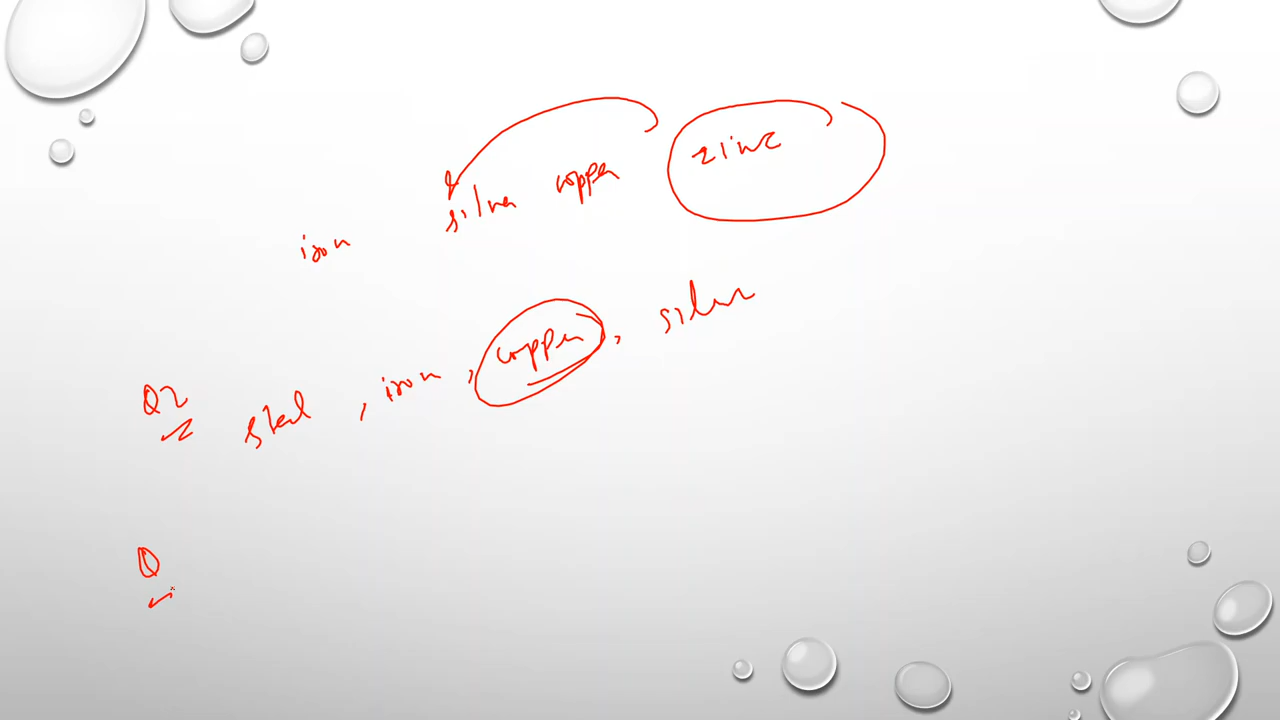 iron silver copper zinc
Q2 steel, iron, copper, silver
Q